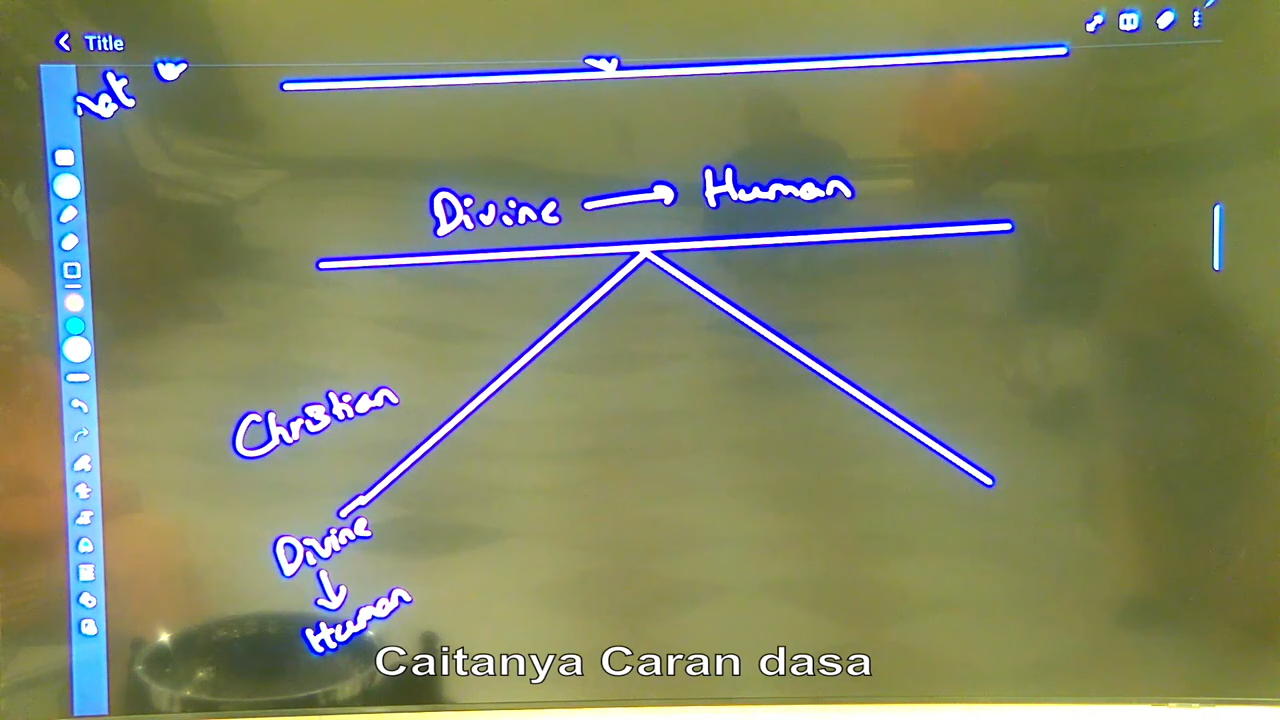 Title
Divine → Human
Christian
Divine
↓
Human
Caitanya Caran dasa